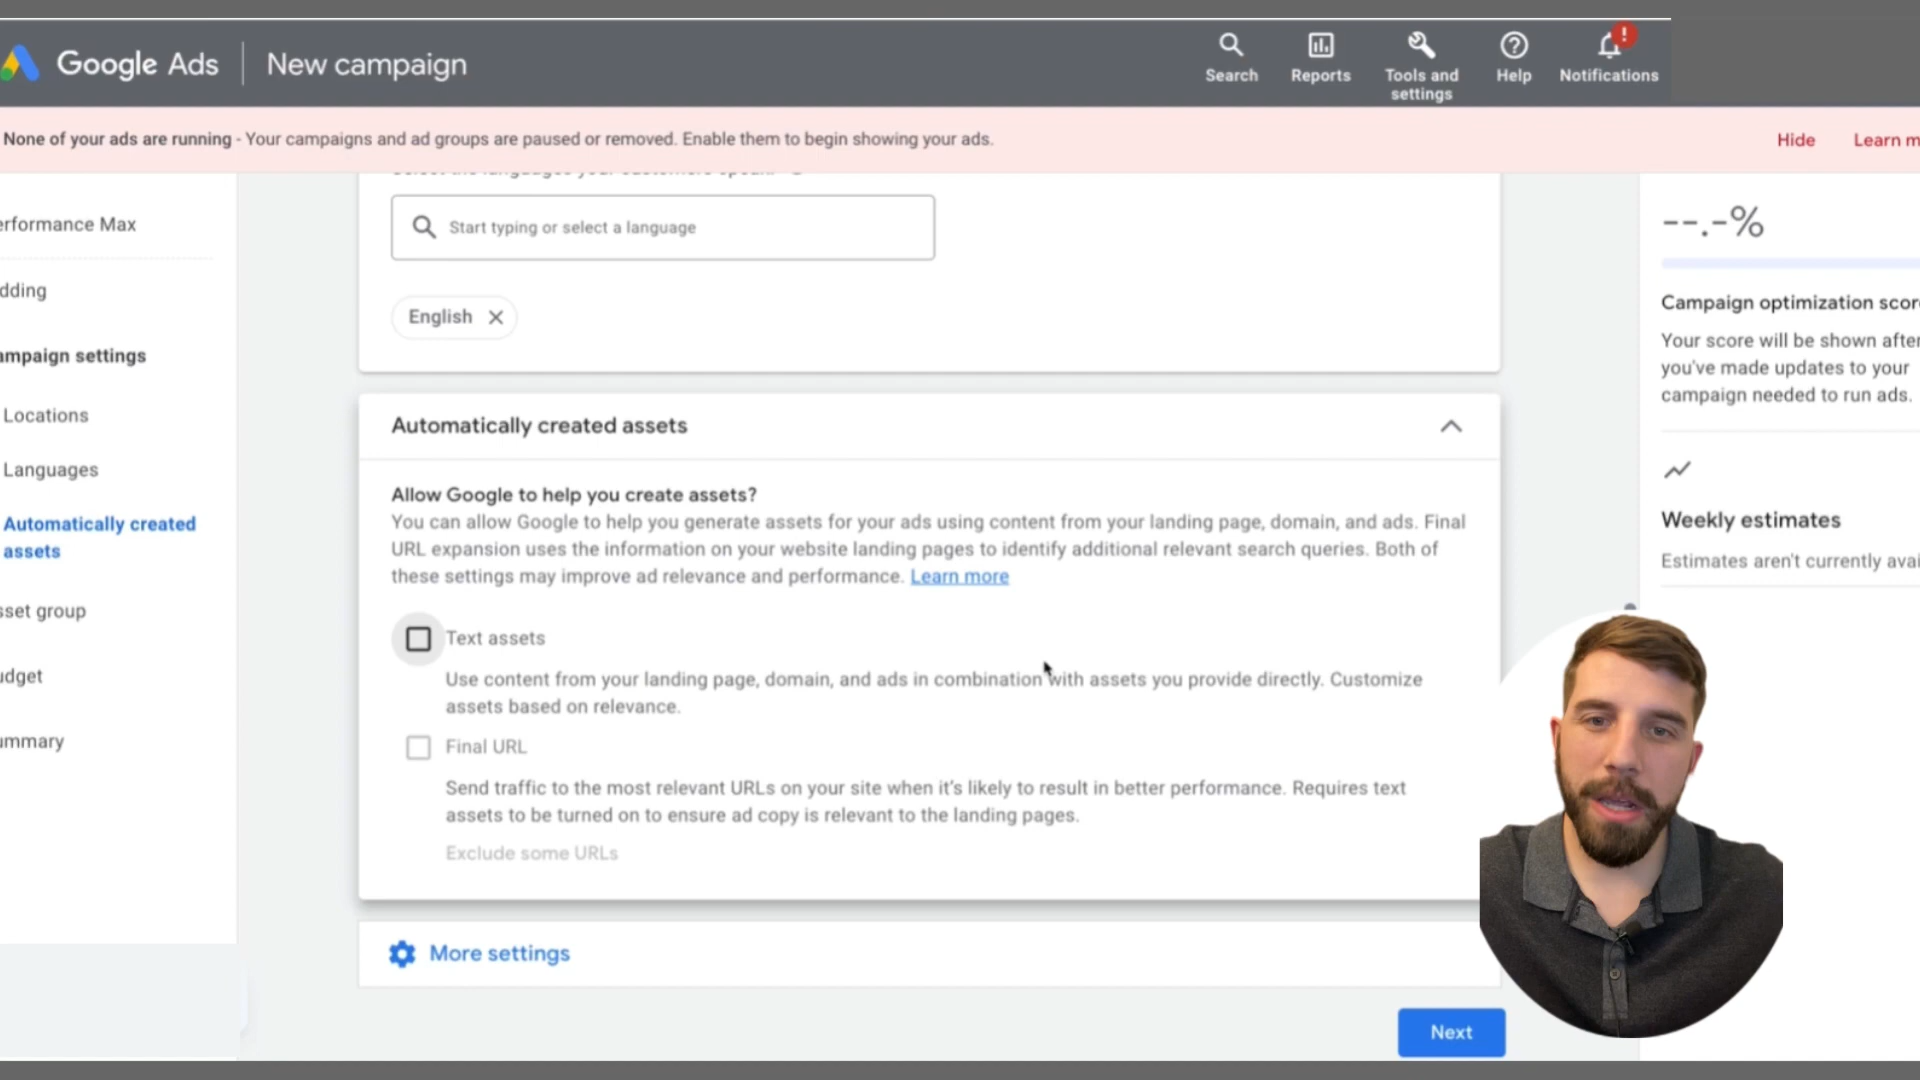 Google Ads
New campaign
Search
Reports
Tools and
settings
Help
!
Notifications
None of your ads are running - Your campaigns and ad groups are paused or removed. Enable them to begin showing your ads.
Hide
Learn m
erformance Max
dding
ampaign settings
Locations
Languages
Automatically created
assets
sset group
udget
ummary
Start typing or select a language
English
Automatically created assets
Allow Google to help you create assets?
You can allow Google to help you generate assets for your ads using content from your landing page, domain, and ads. Final
URL expansion uses the information on your website landing pages to identify additional relevant search queries. Both of
these settings may improve ad relevance and performance. Learn more
Text assets
Use content from your landing page, domain, and ads in combination with assets you provide directly. Customize
assets based on relevance.
Final URL
Send traffic to the most relevant URLs on your site when it's likely to result in better performance. Requires text
assets to be turned on to ensure ad copy is relevant to the landing pages.
Exclude some URLs
More settings
Next
--.-%
Campaign optimization score
Your score will be shown after
you've made updates to your
campaign needed to run ads.
Weekly estimates
Estimates aren't currently avai